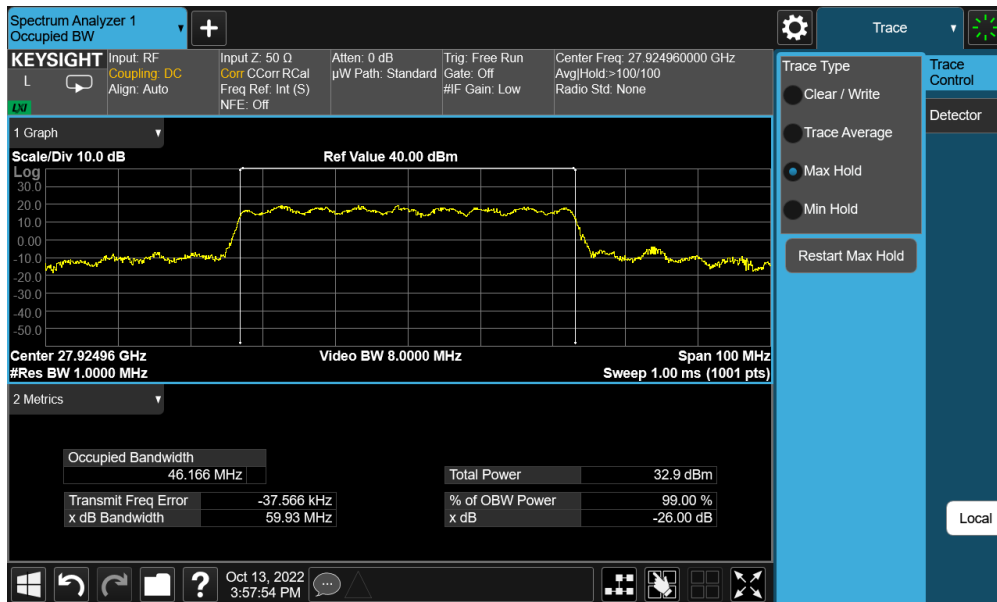 Spectrum Analyzer 1
Occupied BW
+
Trace
KEYSIGHT
L
LXI
Input: RF
Coupling: DC
Align: Auto
Input Z: 50 Ω
Corr CCorr RCal
Freq Ref: Int (S)
NFE: Off
Atten: 0 dB
µW Path: Standard
Trig: Free Run
Gate: Off
#IF Gain: Low
Center Freq: 27.924960000 GHz
Avg|Hold:>100/100
Radio Std: None
Trace Type
Clear / Write
Trace Average
Max Hold
Min Hold
Restart Max Hold
Trace
Control
Detector
1 Graph
Scale/Div 10.0 dB
Ref Value 40.00 dBm
Log
30.0
20.0
10.0
0.00
-10.0
-20.0
-30.0
-40.0
-50.0
Center 27.92496 GHz
Video BW 8.0000 MHz
Span 100 MHz
#Res BW 1.0000 MHz
Sweep 1.00 ms (1001 pts)
2 Metrics
Occupied Bandwidth
46.166 MHz
Total Power 32.9 dBm
Transmit Freq Error -37.566 kHz
% of OBW Power 99.00 %
x dB Bandwidth 59.93 MHz
x dB -26.00 dB
Local
?
Oct 13, 2022
3:57:54 PM